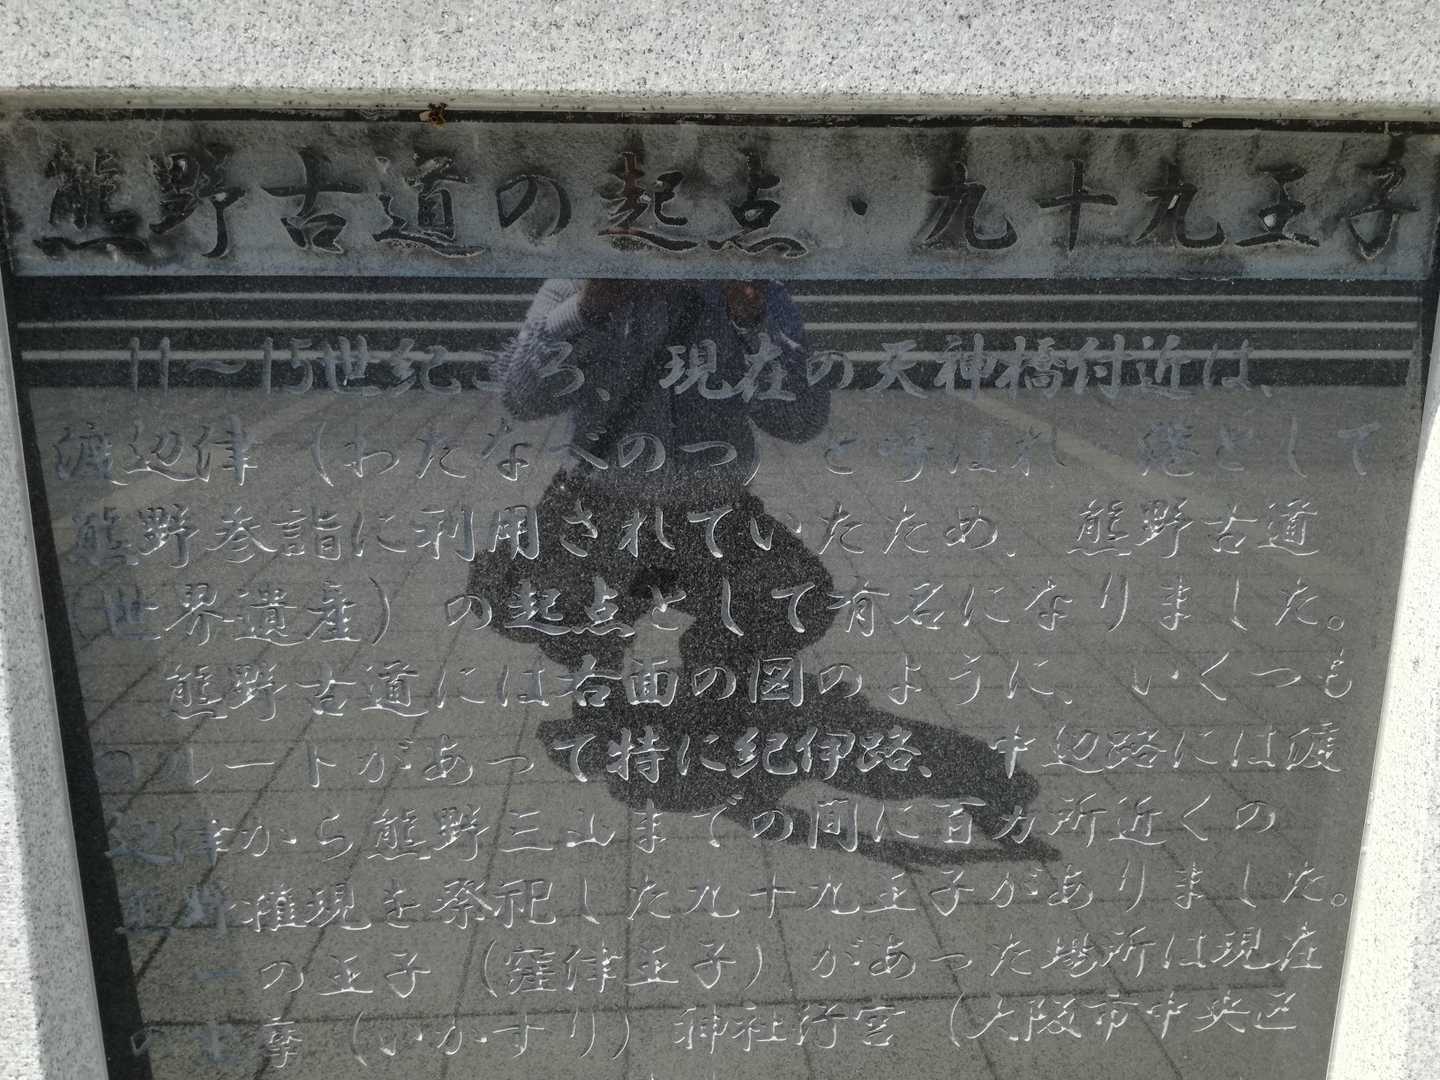 熊野古道の起点・九十九王子
11〜15世紀ころ、現在の天神橋付近は、
渡辺津（わたなべのつ）と呼ばれ 港として
熊野参詣に利用されていたため、熊野古道
（世界遺産）の起点として有名になりました。
熊野古道には右面の図のように、いくつも
のルートがあって特に紀伊路、中辺路には渡
辺津から熊野三山までの間に百カ所近くの
熊野権現を祭祀した九十九王子がありました。
一の王子（窪津王子）があった場所は現在
の 摩（いかすり）神社行宮（大阪市中央区